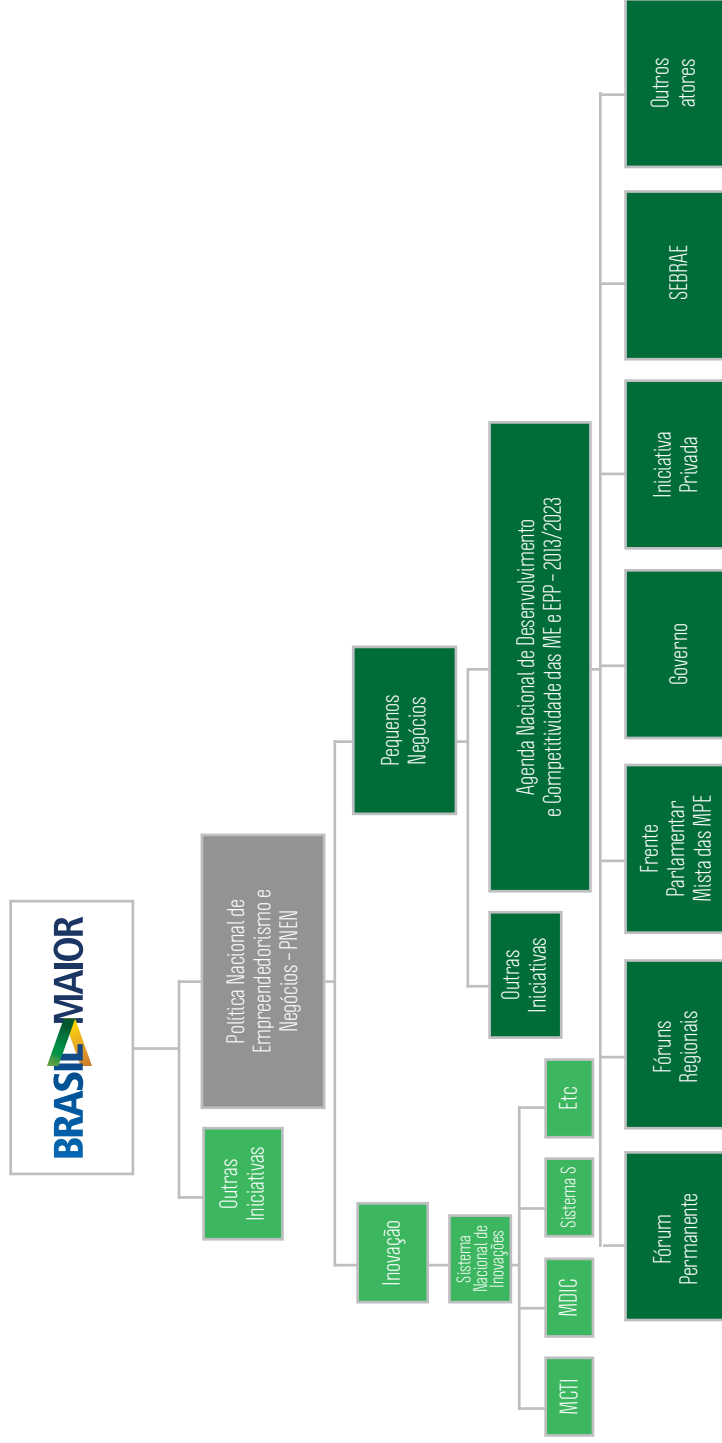 BRASIL MAIOR
Outras
Iniciativas
Política Nacional de
Empreendedorismo e
Negócios – PNEN
Inovação
Pequenos
Negócios
Sistema
Nacional de
Inovações
Outras
Iniciativas
Agenda Nacional de Desenvolvimento
e Competitividade das ME e EPP – 2013/2023
MCTI
MDIC
Sistema S
Etc
Fórum
Permanente
Fóruns
Regionais
Frente
Parlamentar
Mista das MPE
Governo
Iniciativa
Privada
SEBRAE
Outros
atores